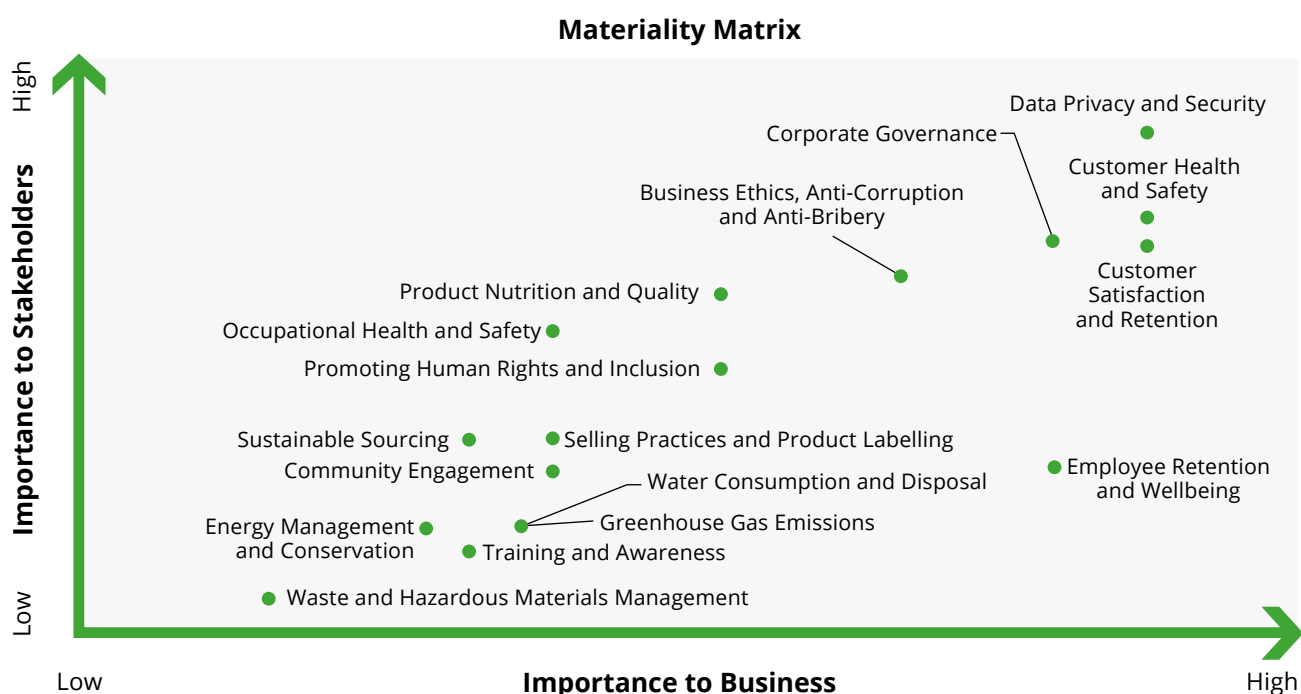 Materiality Matrix
High
Data Privacy and Security
Corporate Governance
Customer Health
and Safety
Business Ethics, Anti-Corruption
and Anti-Bribery
Customer
Satisfaction
and Retention
Product Nutrition and Quality
Occupational Health and Safety
Promoting Human Rights and Inclusion
Importance to Stakeholders
Sustainable Sourcing
Selling Practices and Product Labelling
Community Engagement
Employee Retention
and Wellbeing
Water Consumption and Disposal
Greenhouse Gas Emissions
Energy Management
and Conservation
Training and Awareness
Waste and Hazardous Materials Management
Low
Low
Importance to Business
High